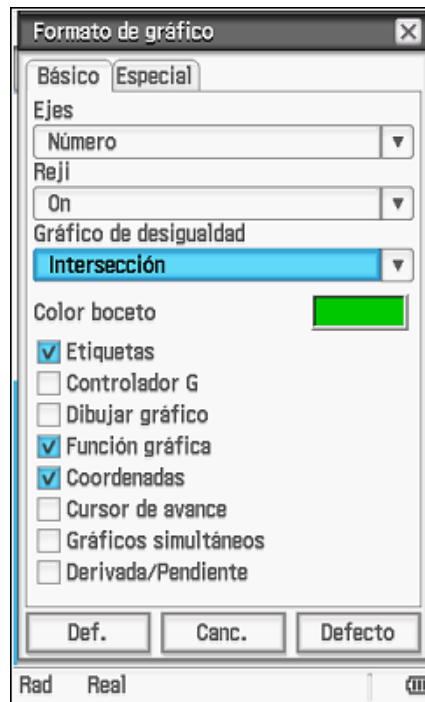 Formato de gráfico
Básico Especial
Ejes
Número
Reji
On
Gráfico de desigualdad
Intersección
Color boceto
Etiquetas
Controlador G
Dibujar gráfico
Función gráfica
Coordenadas
Cursor de avance
Gráficos simultáneos
Derivada/Pendiente
Def. Canc. Defecto
Rad Real